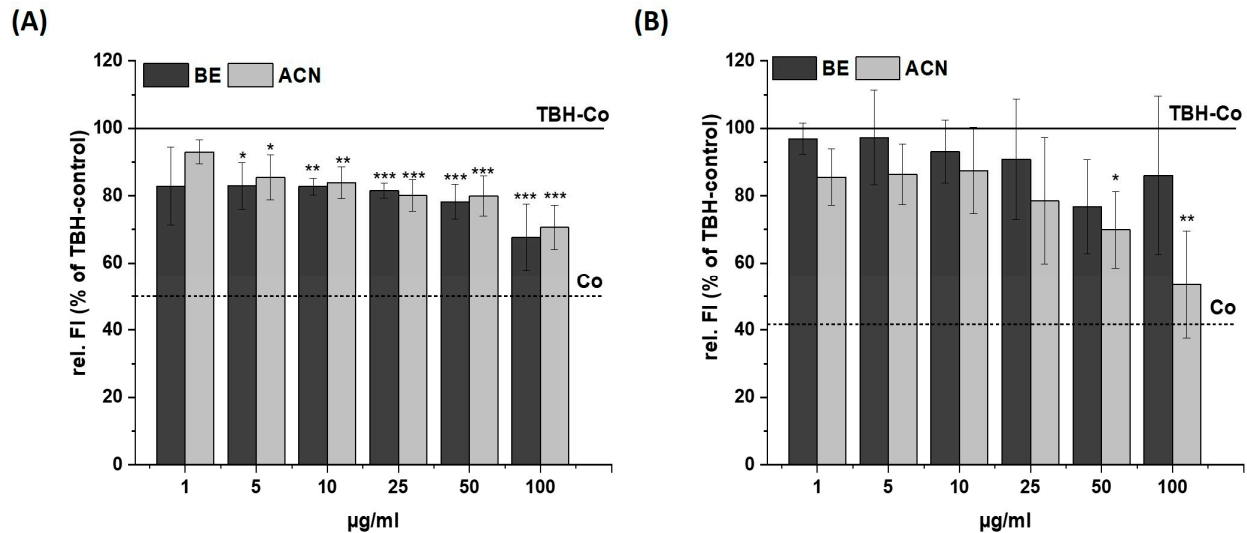 (A)
120
BE ACN
TBH-Co
100
* *
** **
*** ***
*** ***
*** ***
80
60
Co
40
20
0
rel. FI (% of TBH-control)
1 5 10 25 50 100
µg/ml
(B)
120
BE ACN
TBH-Co
100
80
*
**
60
Co
40
20
0
rel. FI (% of TBH-control)
1 5 10 25 50 100
µg/ml